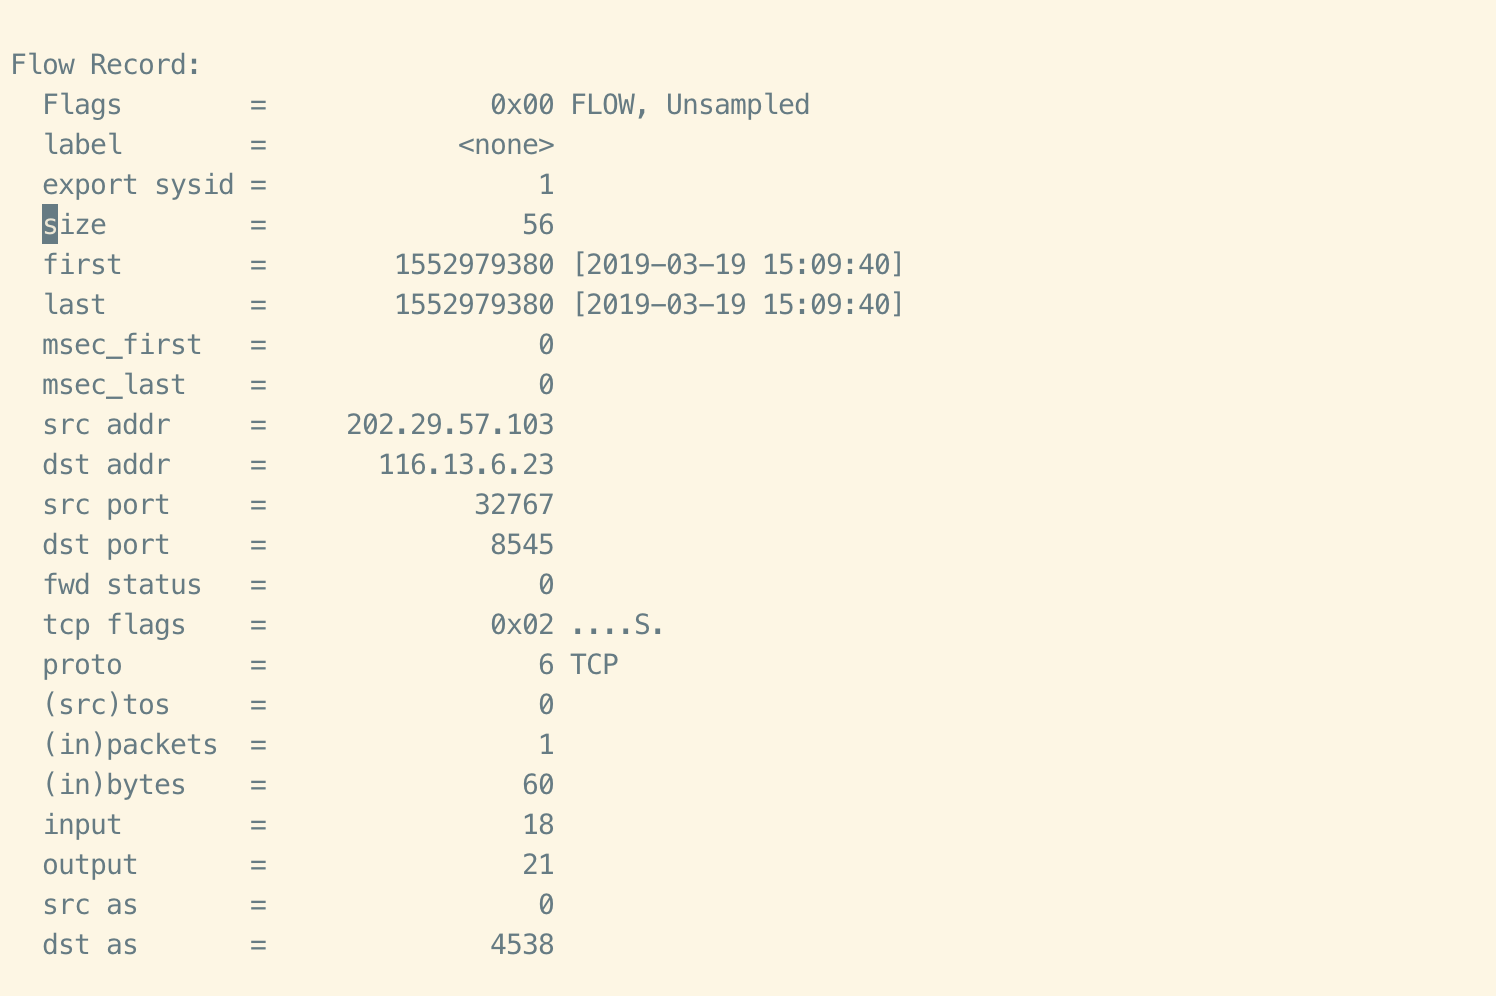 Flow Record:
  Flags        =              0x00 FLOW, Unsampled
  label        =            <none>
  export sysid =                 1
  size         =                56
  first        =        1552979380 [2019-03-19 15:09:40]
  last         =        1552979380 [2019-03-19 15:09:40]
  msec_first   =                 0
  msec_last    =                 0
  src addr     =     202.29.57.103
  dst addr     =       116.13.6.23
  src port     =             32767
  dst port     =              8545
  fwd status   =                 0
  tcp flags    =              0x02 ....S.
  proto        =                 6 TCP
  (src)tos     =                 0
  (in)packets  =                 1
  (in)bytes    =                60
  input        =                18
  output       =                21
  src as       =                 0
  dst as       =              4538